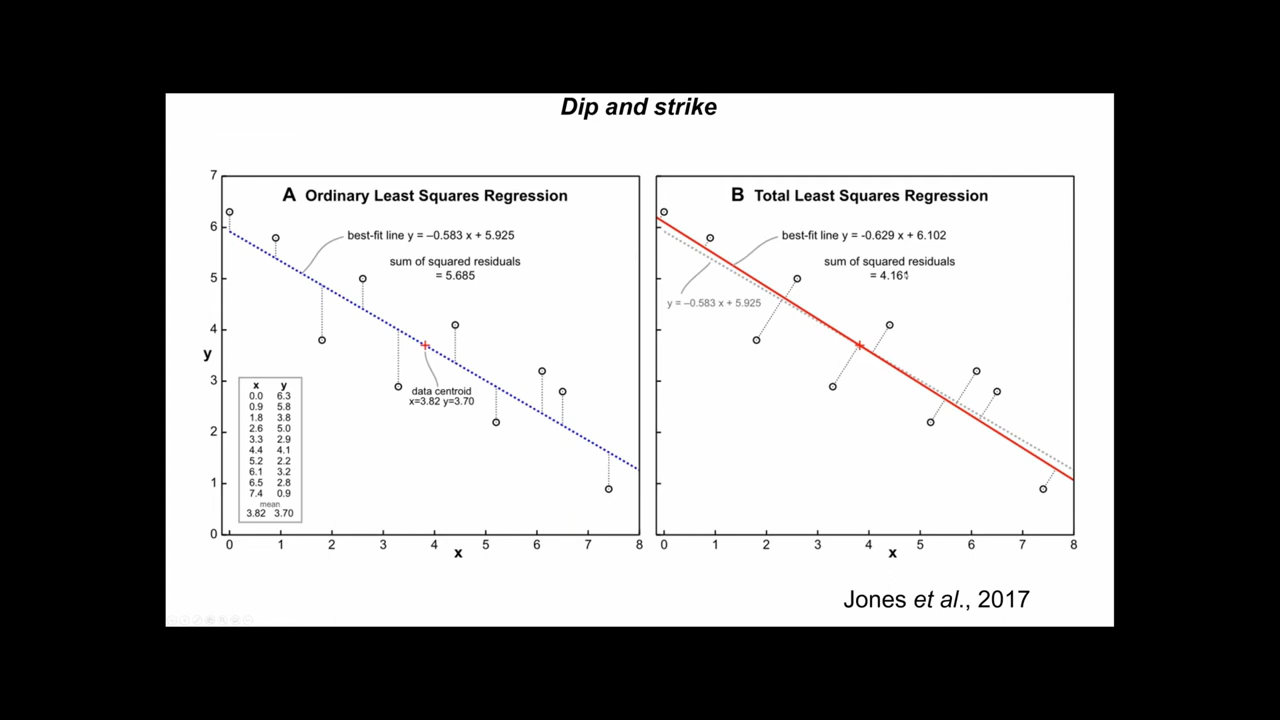 Dip and strike
A Ordinary Least Squares Regression
best-fit line y = –0.583 x + 5.925
sum of squared residuals
= 5.685
data centroid
x=3.82 y=3.70
y
7
6
5
4
3
2
1
0
x y
0.0 6.3
0.9 5.8
1.8 3.8
2.6 5.0
3.3 2.9
4.4 4.1
5.2 2.2
6.1 3.2
6.5 2.8
7.4 0.9
mean
3.82 3.70
0 1 2 3 4 5 6 7 8
x
B Total Least Squares Regression
best-fit line y = -0.629 x + 6.102
sum of squared residuals
= 4.161
y = –0.583 x + 5.925
0 1 2 3 4 5 6 7 8
x
Jones et al., 2017